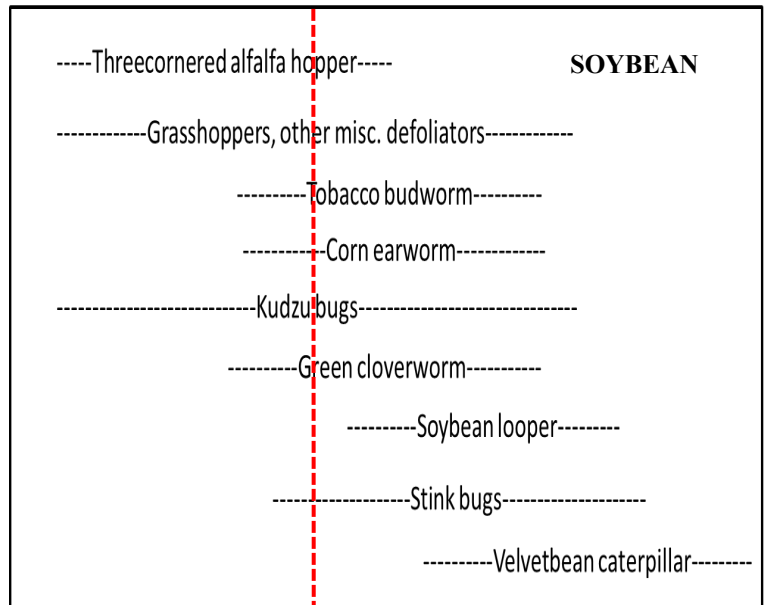 -----Threecornered alfalfa hopper-----
SOYBEAN
-------------Grasshoppers, other misc. defoliators-------------
----------Tobacco budworm----------
------------Corn earworm-------------
----------------------------Kudzu bugs-------------------------------
----------Green cloverworm-----------
----------Soybean looper---------
--------------------Stink bugs---------------------
----------Velvetbean caterpillar---------